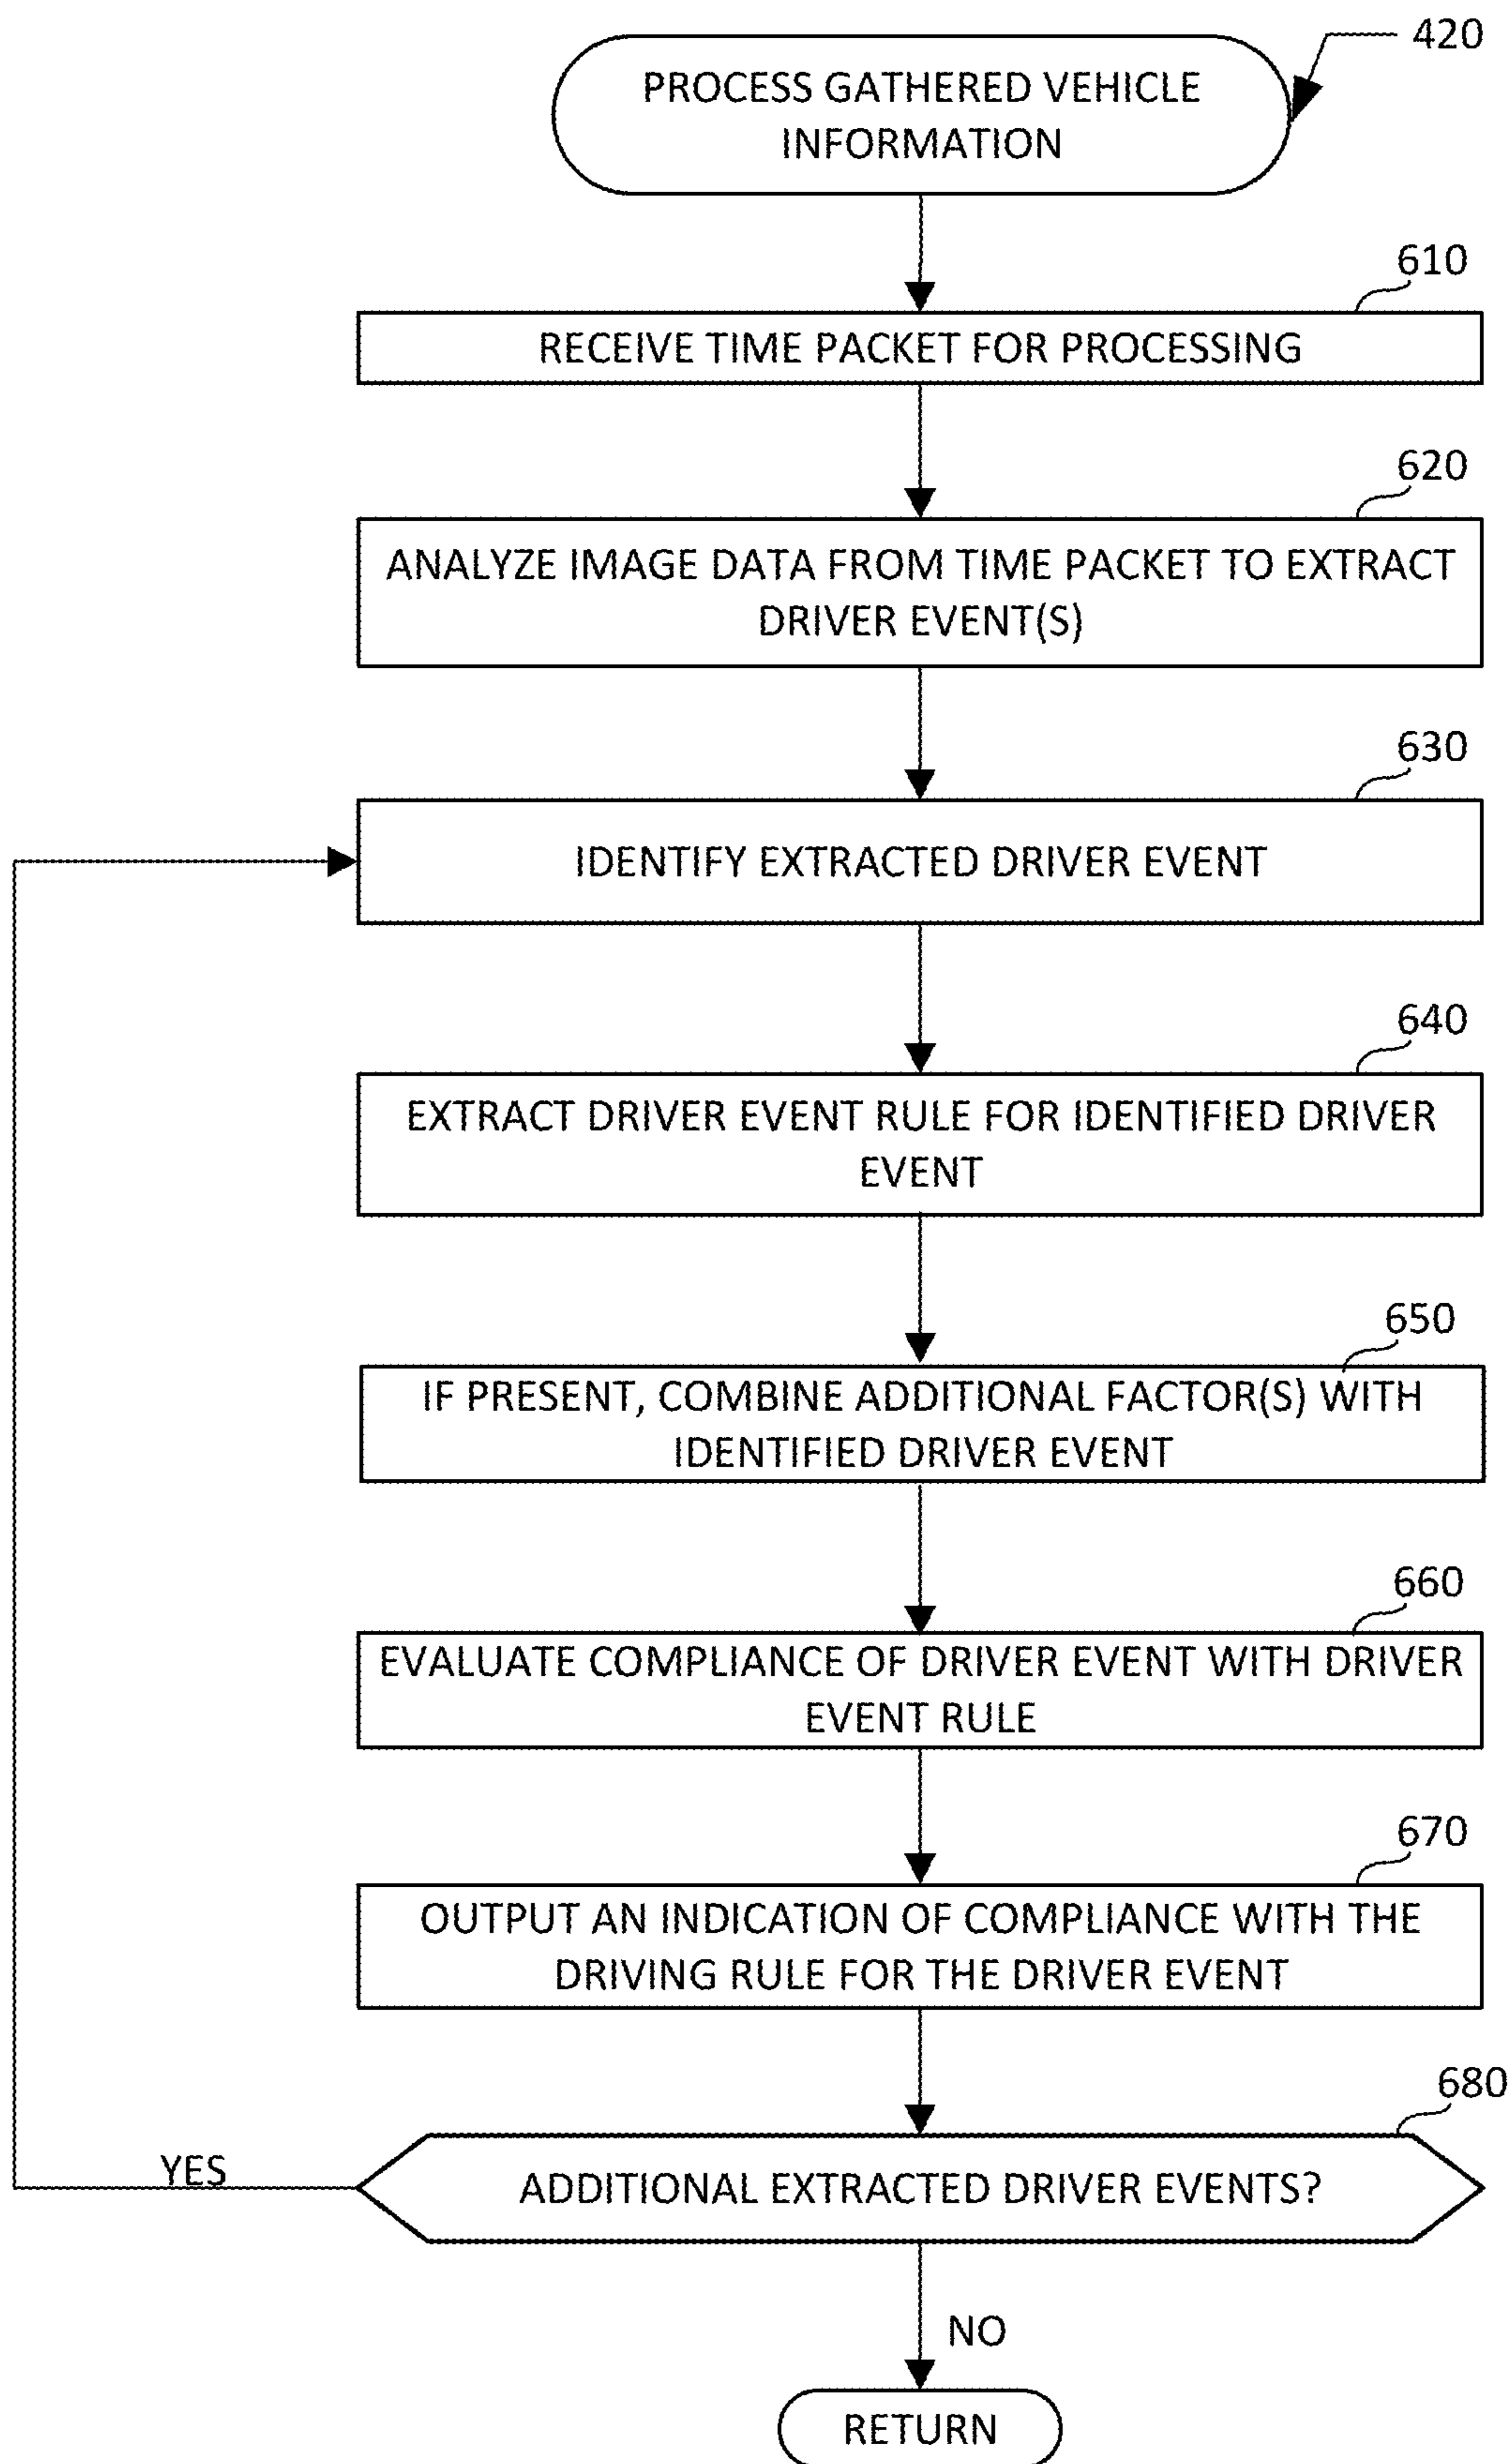 420
PROCESS GATHERED VEHICLE
INFORMATION
610
RECEIVE TIME PACKET FOR PROCESSING
620
ANALYZE IMAGE DATA FROM TIME PACKET TO EXTRACT
DRIVER EVENT(S)
630
IDENTIFY EXTRACTED DRIVER EVENT
640
EXTRACT DRIVER EVENT RULE FOR IDENTIFIED DRIVER
EVENT
650
IF PRESENT, COMBINE ADDITIONAL FACTOR(S) WITH
IDENTIFIED DRIVER EVENT
660
EVALUATE COMPLIANCE OF DRIVER EVENT WITH DRIVER
EVENT RULE
670
OUTPUT AN INDICATION OF COMPLIANCE WITH THE
DRIVING RULE FOR THE DRIVER EVENT
680
YES
ADDITIONAL EXTRACTED DRIVER EVENTS?
NO
RETURN